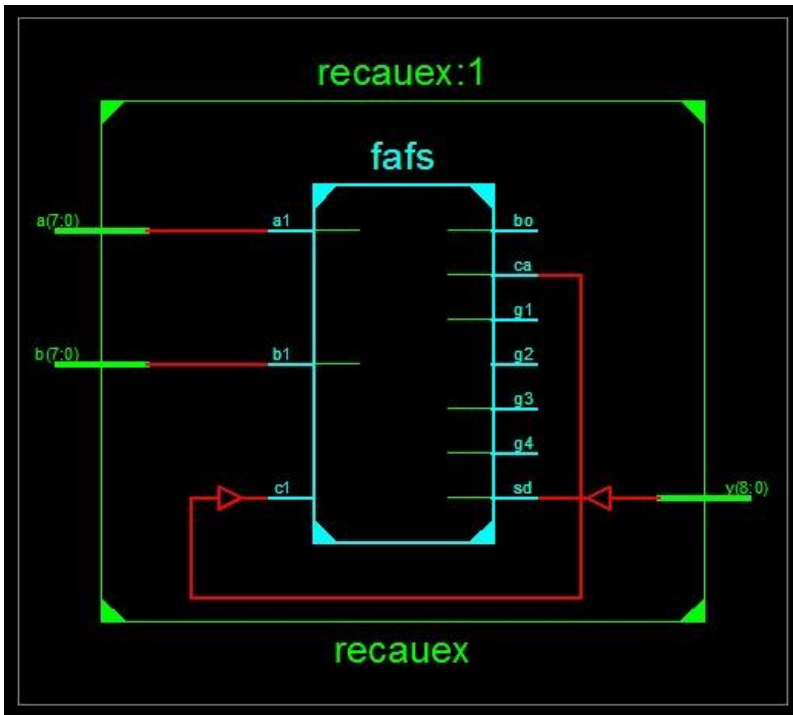 recauex:1
fafs
a(7:0)
a1
bo
ca
g1
b(7:0)
b1
g2
g3
g4
c1
sd
y(8:0)
recauex